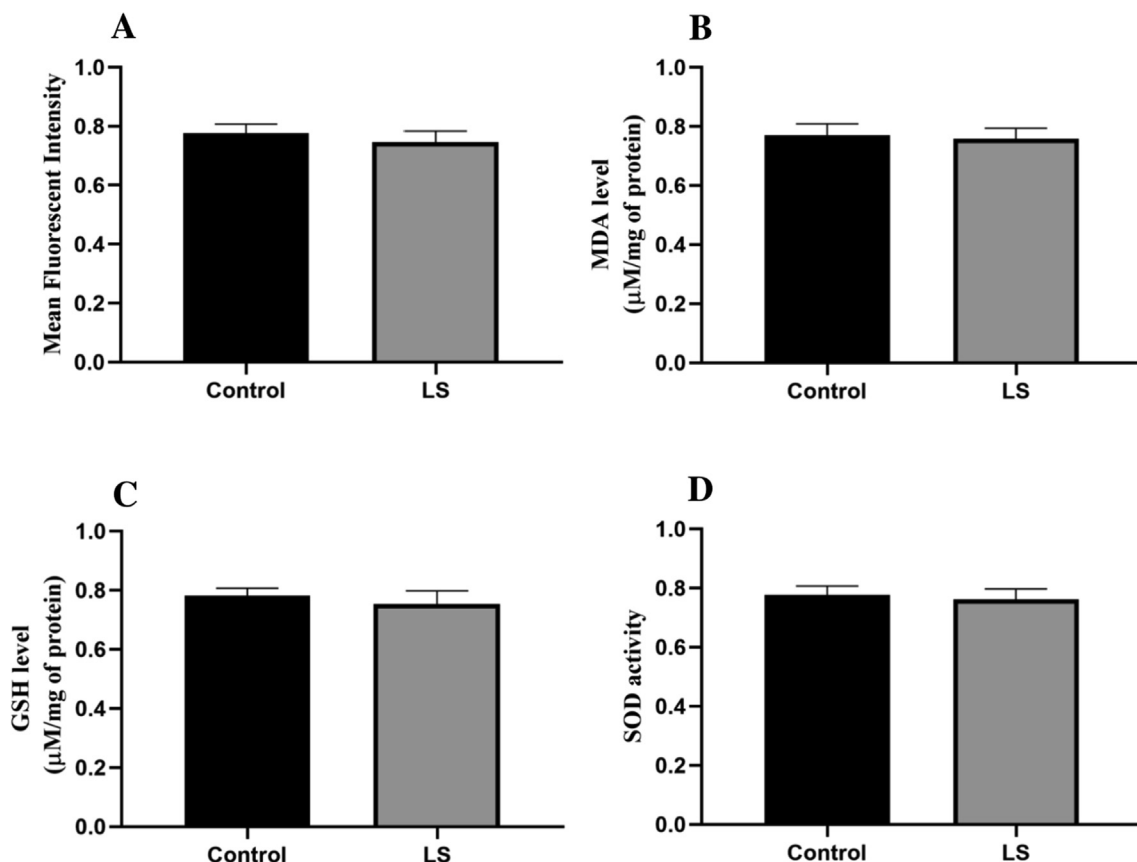 A
Mean Fluorescent Intensity
1.0
0.8
0.6
0.4
0.2
0.0
Control
LS
B
MDA level
(μM/mg of protein)
1.0
0.8
0.6
0.4
0.2
0.0
Control
LS
C
GSH level
(μM/mg of protein)
1.0
0.8
0.6
0.4
0.2
0.0
Control
LS
D
SOD activity
1.0
0.8
0.6
0.4
0.2
0.0
Control
LS